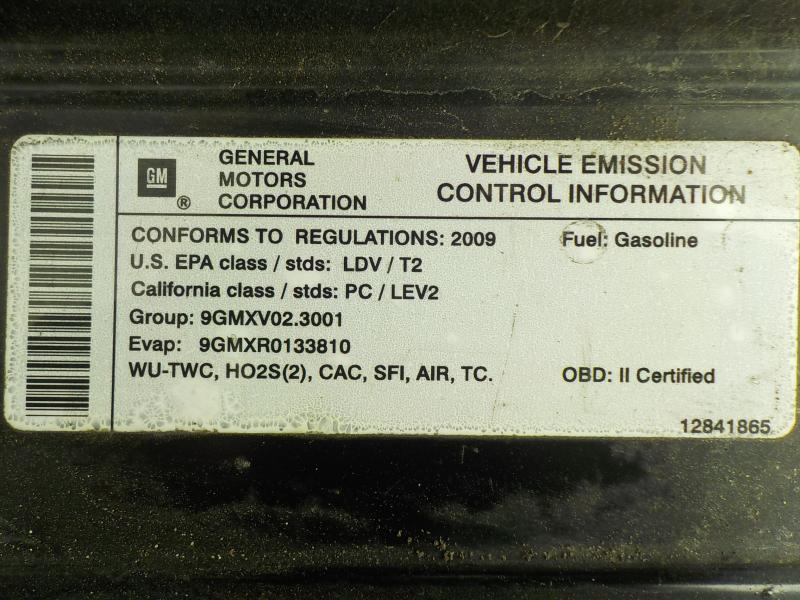 GM
®
GENERAL
MOTORS
CORPORATION
VEHICLE EMISSION
CONTROL INFORMATION
CONFORMS TO REGULATIONS: 2009
Fuel: Gasoline
U.S. EPA class / stds: LDV / T2
California class / stds: PC / LEV2
Group: 9GMXV02.3001
Evap: 9GMXR0133810
WU-TWC, HO2S(2), CAC, SFI, AIR, TC.
OBD: II Certified
12841865